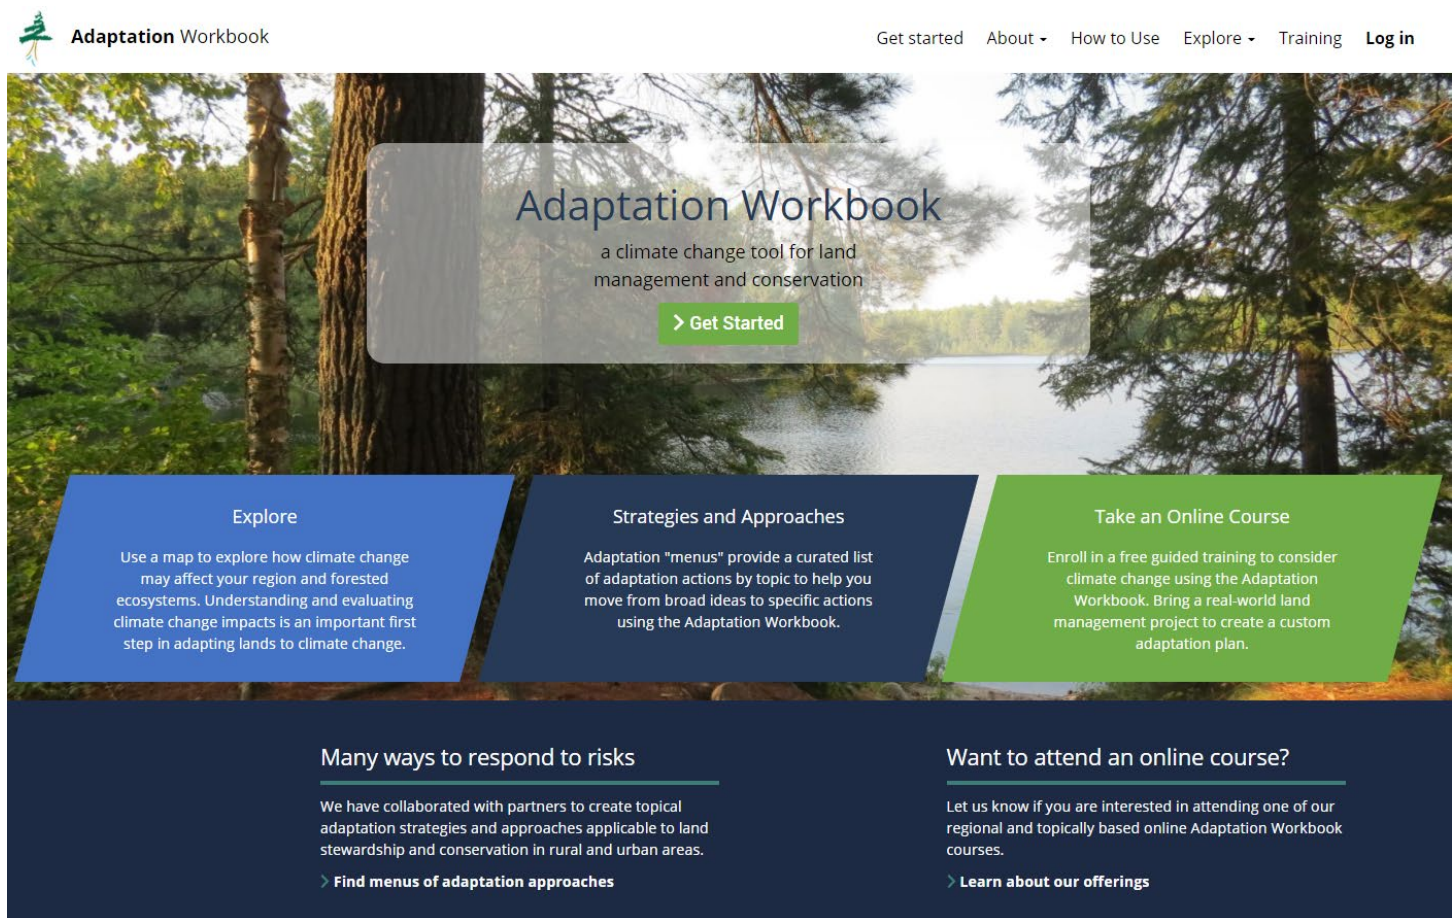 Adaptation Workbook
Get started About How to Use Explore Training Log in
Adaptation Workbook
a climate change tool for land
management and conservation
Get Started
Explore
Use a map to explore how climate change
may affect your region and forested
ecosystems. Understanding and evaluating
climate change impacts is an important first
step in adapting lands to climate change.
Strategies and Approaches
Adaptation "menus" provide a curated list
of adaptation actions by topic to help you
move from broad ideas to specific actions
using the Adaptation Workbook.
Take an Online Course
Enroll in a free guided training to consider
climate change using the Adaptation
Workbook. Bring a real-world land
management project to create a custom
adaptation plan.
Many ways to respond to risks
We have collaborated with partners to create topical
adaptation strategies and approaches applicable to land
stewardship and conservation in rural and urban areas.
Find menus of adaptation approaches
Want to attend an online course?
Let us know if you are interested in attending one of our
regional and topically based online Adaptation Workbook
courses.
Learn about our offerings